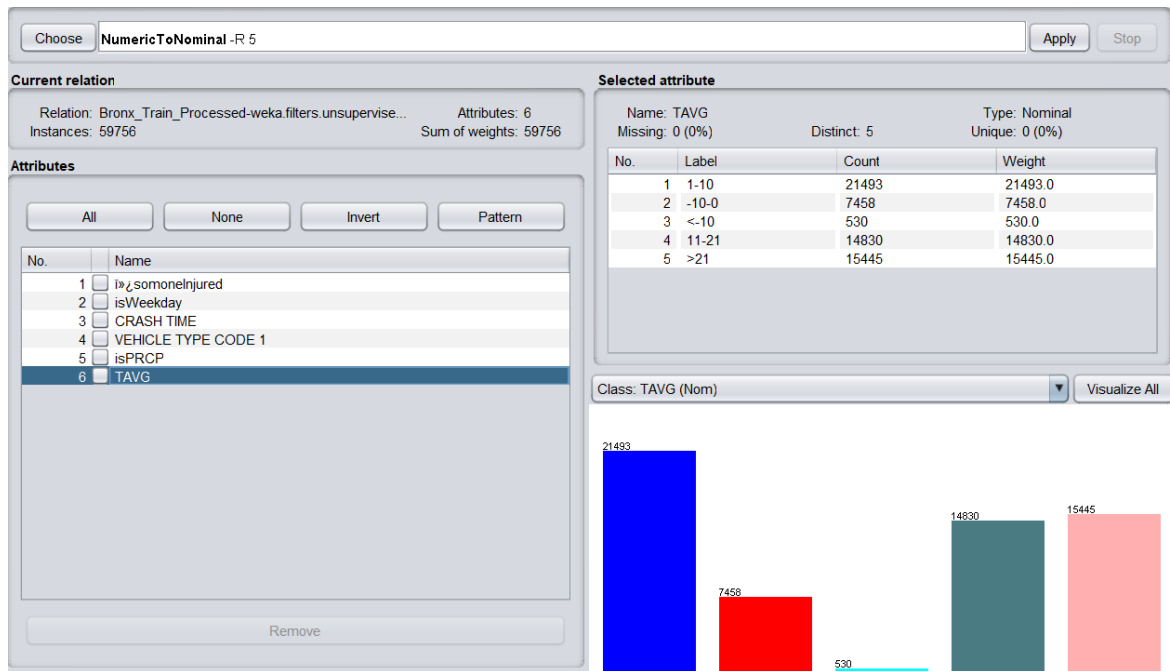 Choose NumericToNominal -R 5 Apply Stop
Current relation
Relation: Bronx_Train_Processed-weka.filters.unsupervise... Attributes: 6
Instances: 59756 Sum of weights: 59756
Attributes
All None Invert Pattern
No. Name
1 ï»¿somoneInjured
2 isWeekday
3 CRASH TIME
4 VEHICLE TYPE CODE 1
5 isPRCP
6 TAVG
Remove
Selected attribute
Name: TAVG Type: Nominal
Missing: 0 (0%) Distinct: 5 Unique: 0 (0%)
No. Label Count Weight
1 1-10 21493 21493.0
2 -10-0 7458 7458.0
3 <-10 530 530.0
4 11-21 14830 14830.0
5 >21 15445 15445.0
Class: TAVG (Nom) Visualize All
21493
7458
530
14830
15445